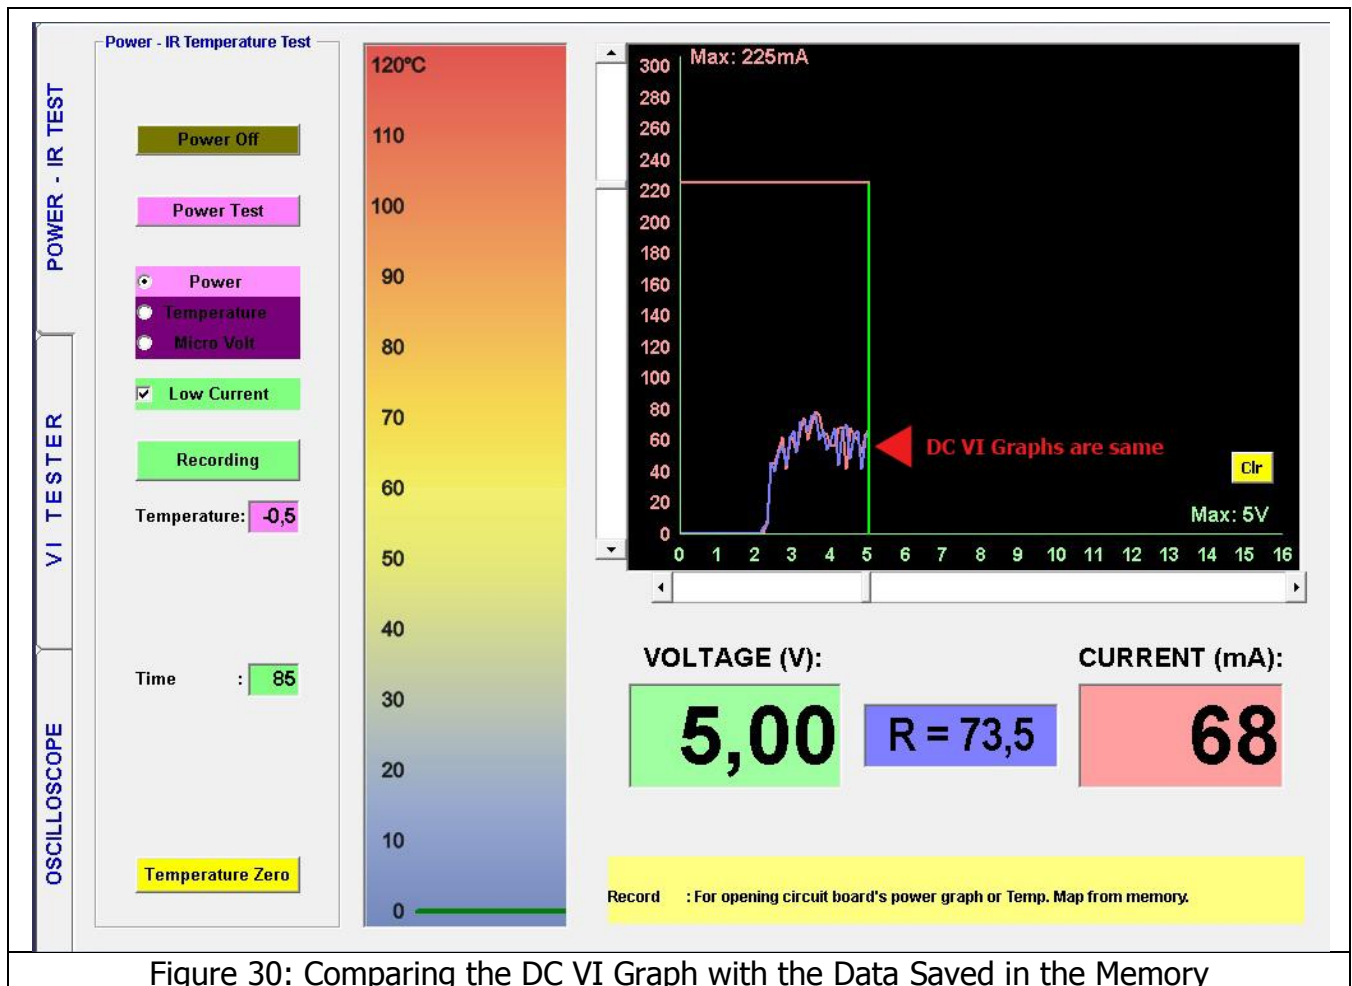 POWER - IR TEST
VI TESTER
OSCILLOSCOPE
Power - IR Temperature Test
Power Off
Power Test
Power
Temperature
Micro Volt
Low Current
Recording
Temperature: -0,5
Time : 85
Temperature Zero
120°C
110
100
90
80
70
60
50
40
30
20
10
0
Max: 225mA
300
280
260
240
220
200
180
160
140
120
100
80
60
40
20
0
DC VI Graphs are same
Clr
Max: 5V
0 1 2 3 4 5 6 7 8 9 10 11 12 13 14 15 16
VOLTAGE (V):
5,00
R = 73,5
CURRENT (mA):
68
Record : For opening circuit board's power graph or Temp. Map from memory.
Figure 30: Comparing the DC VI Graph with the Data Saved in the Memory